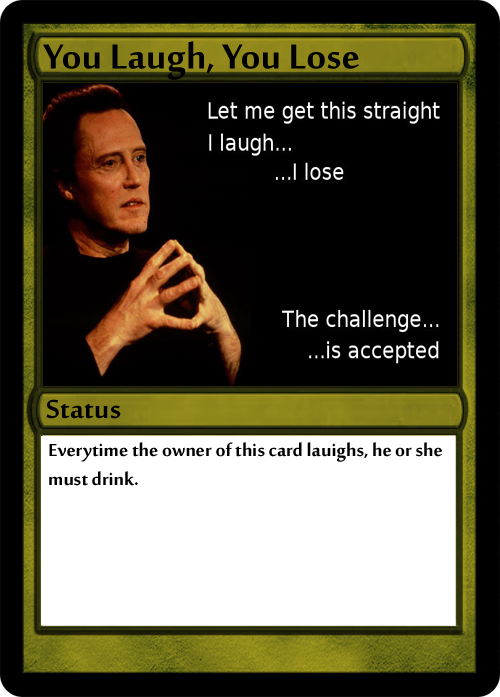 You Laugh, You Lose
Let me get this straight
I laugh...
...I lose
The challenge...
...is accepted
Status
Everytime the owner of this card lauighs, he or she
must drink.